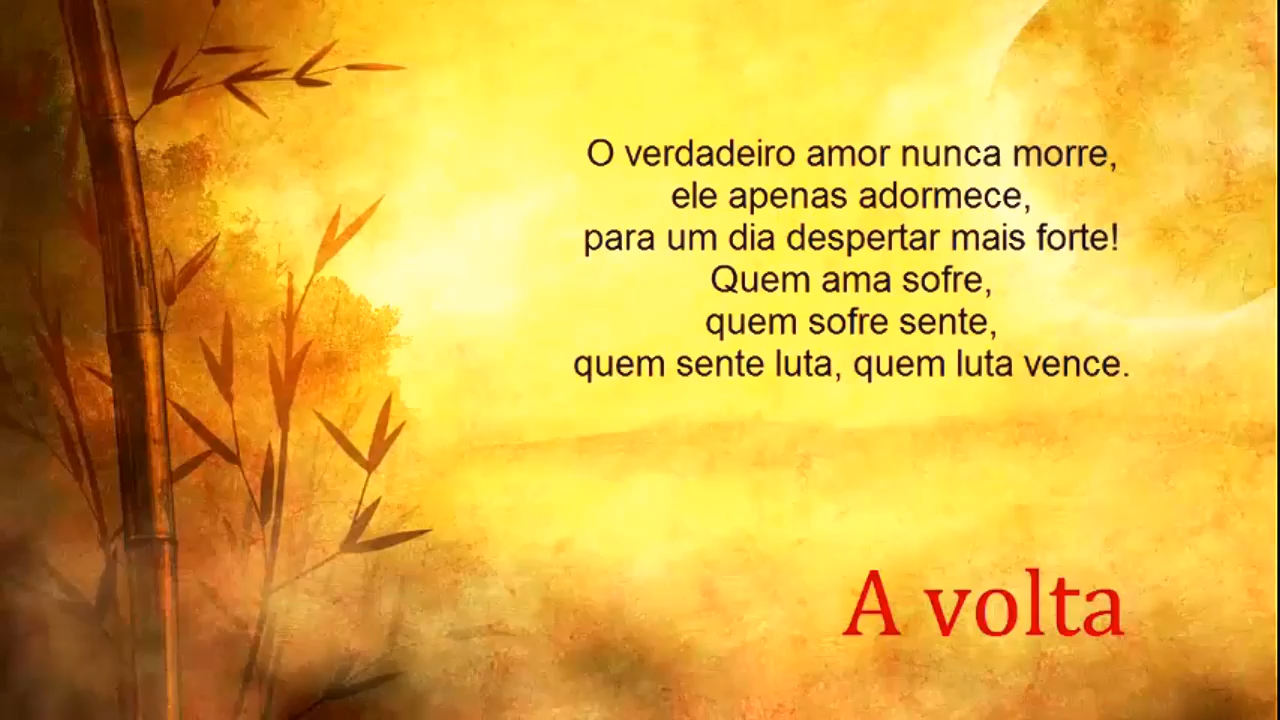 O verdadeiro amor nunca morre,
ele apenas adormece,
para um dia despertar mais forte!
Quem ama sofre,
quem sofre sente,
quem sente luta, quem luta vence.
A volta